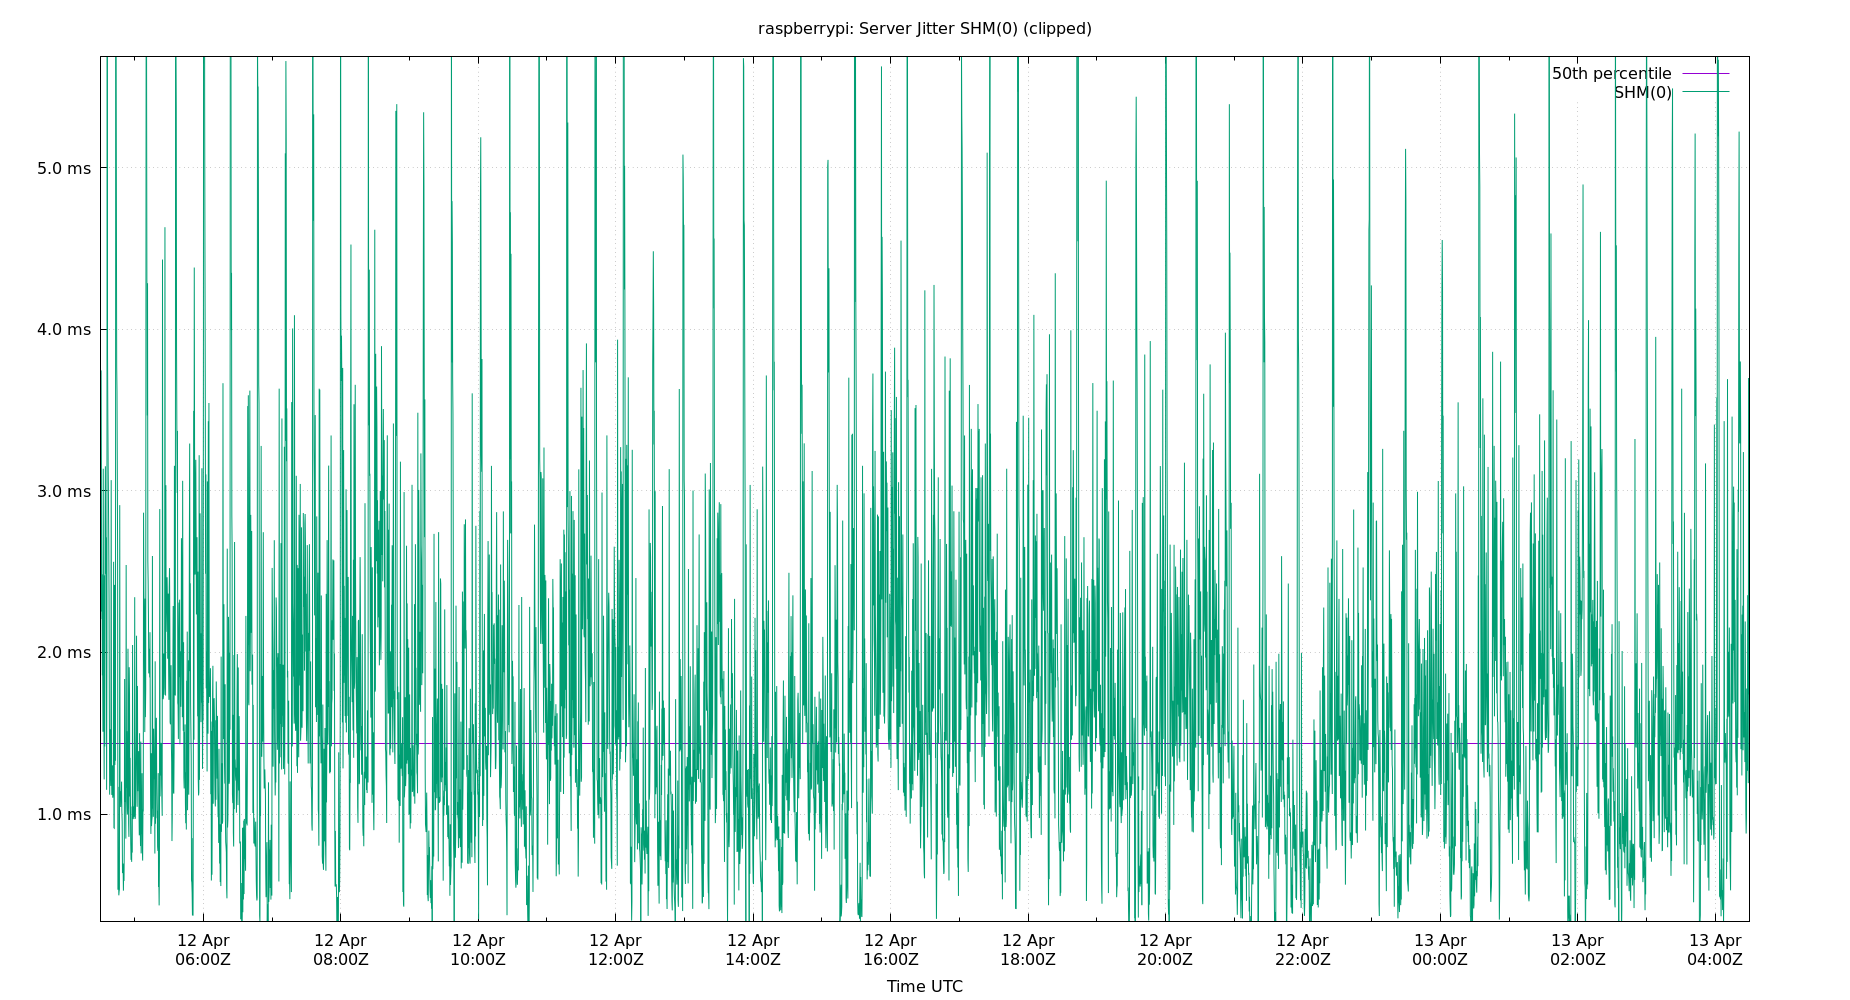 raspberrypi: Server Jitter SHM(0) (clipped)
50th percentile
SHM(0)
5.0 ms
4.0 ms
3.0 ms
2.0 ms
1.0 ms
12 Apr 12 Apr 12 Apr 12 Apr 12 Apr 12 Apr 12 Apr 12 Apr 12 Apr 13 Apr 13 Apr 13 Apr
06:00Z 08:00Z 10:00Z 12:00Z 14:00Z 16:00Z 18:00Z 20:00Z 22:00Z 00:00Z 02:00Z 04:00Z
Time UTC